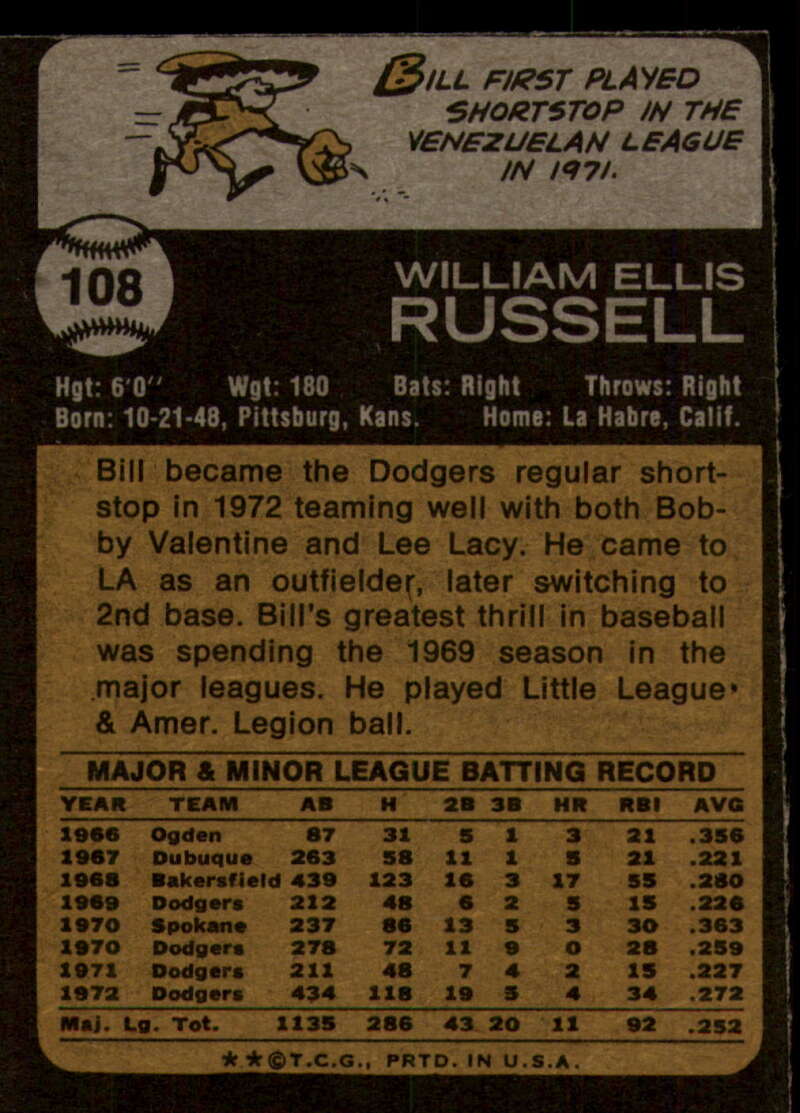 BILL FIRST PLAYED
SHORTSTOP IN THE
VENEZUELAN LEAGUE
IN 1971.
108
WILLIAM ELLIS
RUSSELL
Hgt: 6'0" Wgt: 180 Bats: Right Throws: Right
Born: 10-21-48, Pittsburg, Kans. Home: La Habre, Calif.
Bill became the Dodgers regular short-
stop in 1972 teaming well with both Bob-
by Valentine and Lee Lacy. He came to
LA as an outfielder, later switching to
2nd base. Bill's greatest thrill in baseball
was spending the 1969 season in the
major leagues. He played Little League
& Amer. Legion ball.
MAJOR & MINOR LEAGUE BATTING RECORD
YEAR TEAM AB H 2B 3B HR RBI AVG
1966 Ogden 87 31 5 1 3 21 .356
1967 Dubuque 263 58 11 1 5 21 .221
1968 Bakersfield 439 123 16 3 17 55 .280
1969 Dodgers 212 48 6 2 5 15 .226
1970 Spokane 237 86 13 5 3 30 .363
1970 Dodgers 278 72 11 9 0 28 .259
1971 Dodgers 211 48 7 4 2 15 .227
1972 Dodgers 434 118 19 5 4 34 .272
Maj. Lg. Tot. 1135 286 43 20 11 92 .252
**©T.C.G., PRTD. IN U.S.A.